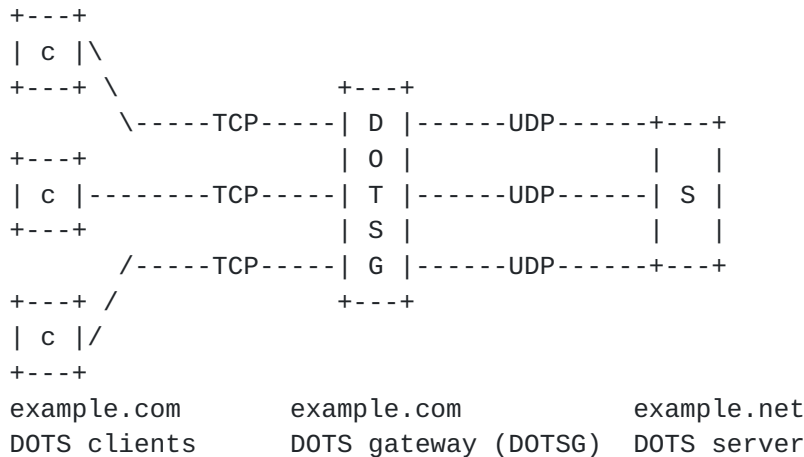 +---+
| c |\
+---+ \              +---+
       \-----TCP-----| D |------UDP------+---+
+---+                | O |               |   |
| c |--------TCP-----| T |------UDP------| S |
+---+                | S |               |   |
       /-----TCP-----| G |------UDP------+---+
+---+ /              +---+
| c |/
+---+
example.com       example.com           example.net
DOTS clients      DOTS gateway (DOTSG)  DOTS server